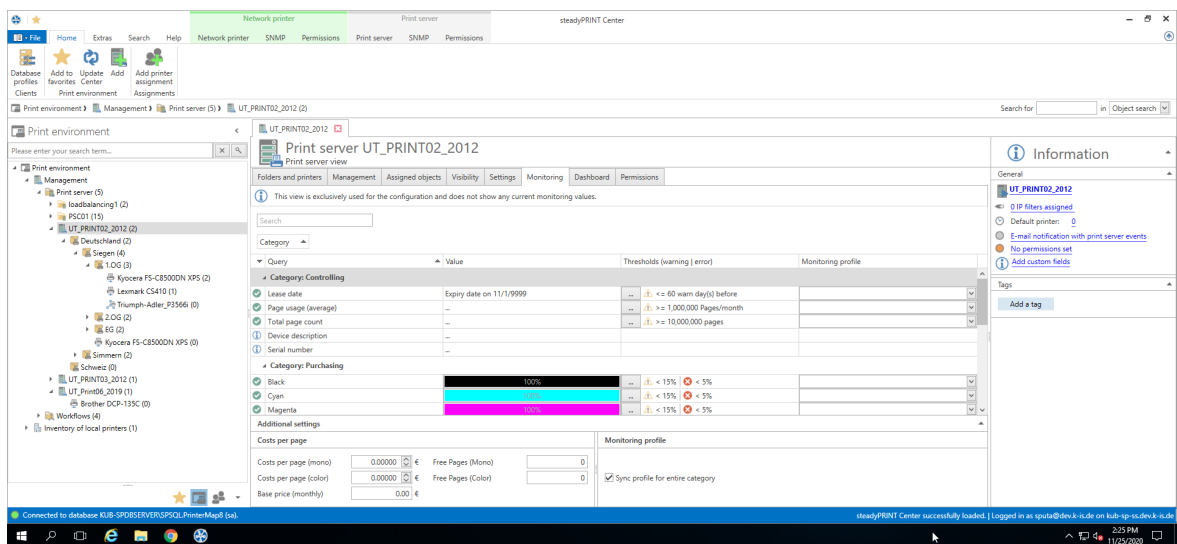 Network printer
Print server
steadyPRINT Center
File
Home
Extras
Search
Help
Network printer
SNMP
Permissions
Print server
SNMP
Permissions
Database profiles
Add to favorites
Update Center
Add
Add printer assignment
Clients
Print environment
Assignments
Print environment
Management
Print server (5)
UT_PRINT02_2012 (2)
Search for
in
Object search
Print environment
Please enter your search term...
Print environment
Management
Print server (5)
loadbalancing1 (2)
PSC01 (15)
UT_PRINT02_2012 (2)
Deutschland (2)
Siegen (4)
1.OG (3)
Kyocera FS-C8500DN XPS (2)
Lexmark CS410 (1)
Triumph-Adler_P3566i (0)
2.OG (2)
EG (2)
Kyocera FS-C8500DN XPS (0)
Simmern (2)
Schweiz (0)
UT_PRINT03_2012 (1)
UT_Print06_2019 (1)
Brother DCP-135C (0)
Workflows (4)
Inventory of local printers (1)
UT_PRINT02_2012
Print server UT_PRINT02_2012
Print server view
Folders and printers
Management
Assigned objects
Visibility
Settings
Monitoring
Dashboard
Permissions
This view is exclusively used for the configuration and does not show any current monitoring values.
Search
Category
Query
Value
Thresholds (warning | error)
Monitoring profile
Category: Controlling
Lease date
Expiry date on 11/1/9999
... <= 60 warn day(s) before
Page usage (average)
...
... >= 1,000,000 Pages/month
Total page count
...
... >= 10,000,000 pages
Device description
...
Serial number
...
Category: Purchasing
Black
100%
... < 15% < 5%
Cyan
100%
... < 15% < 5%
Magenta
100%
... < 15% < 5%
Additional settings
Costs per page
Monitoring profile
Costs per page (mono)
0.00000 €
Free Pages (Mono)
0
Costs per page (color)
0.00000 €
Free Pages (Color)
0
Sync profile for entire category
Base price (monthly)
0.00 €
Information
General
UT_PRINT02_2012
0 IP filters assigned
Default printer: 0
E-mail notification with print server events
No permissions set
Add custom fields
Tags
Add a tag
Connected to database KUB-SPDBSERVER\SPSQL.PrinterMap8 (sa).
steadyPRINT Center successfully loaded. | Logged in as sputa@dev.k-is.de on kub-sp-ss.dev.k-is.de
2:25 PM
11/25/2020